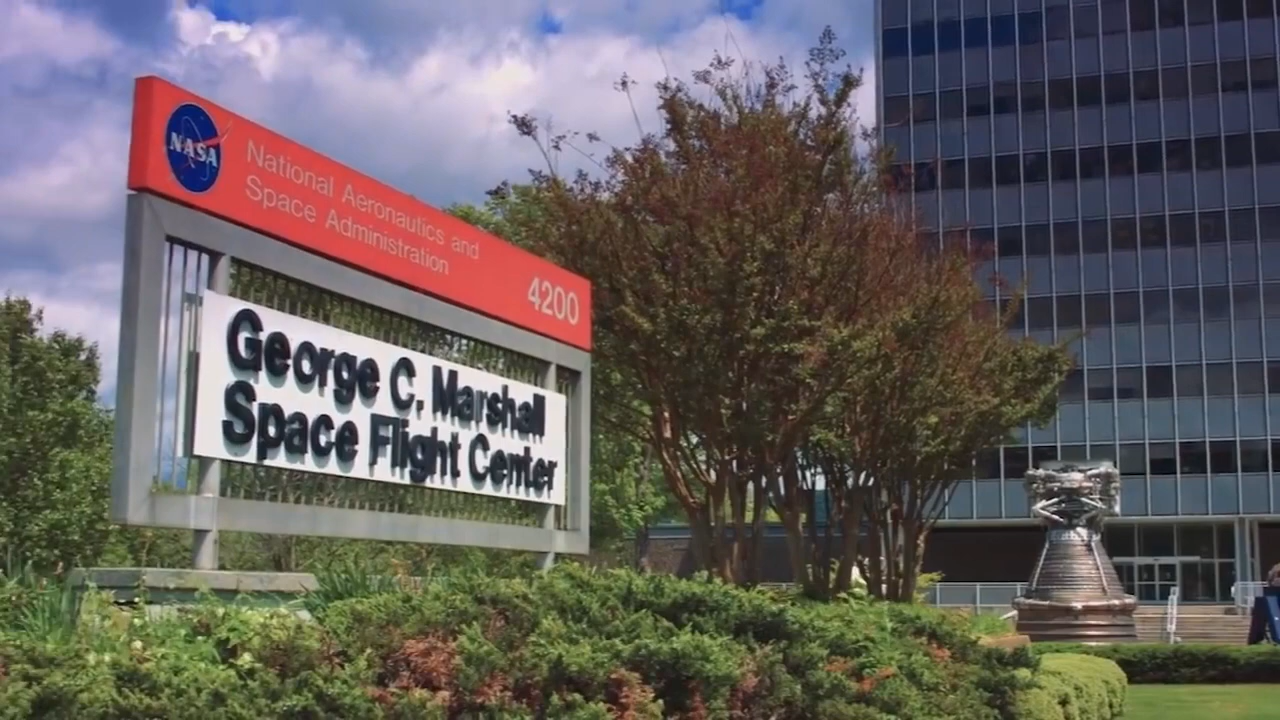 NASA
National Aeronautics and
Space Administration
4200
George C. Marshall
Space Flight Center